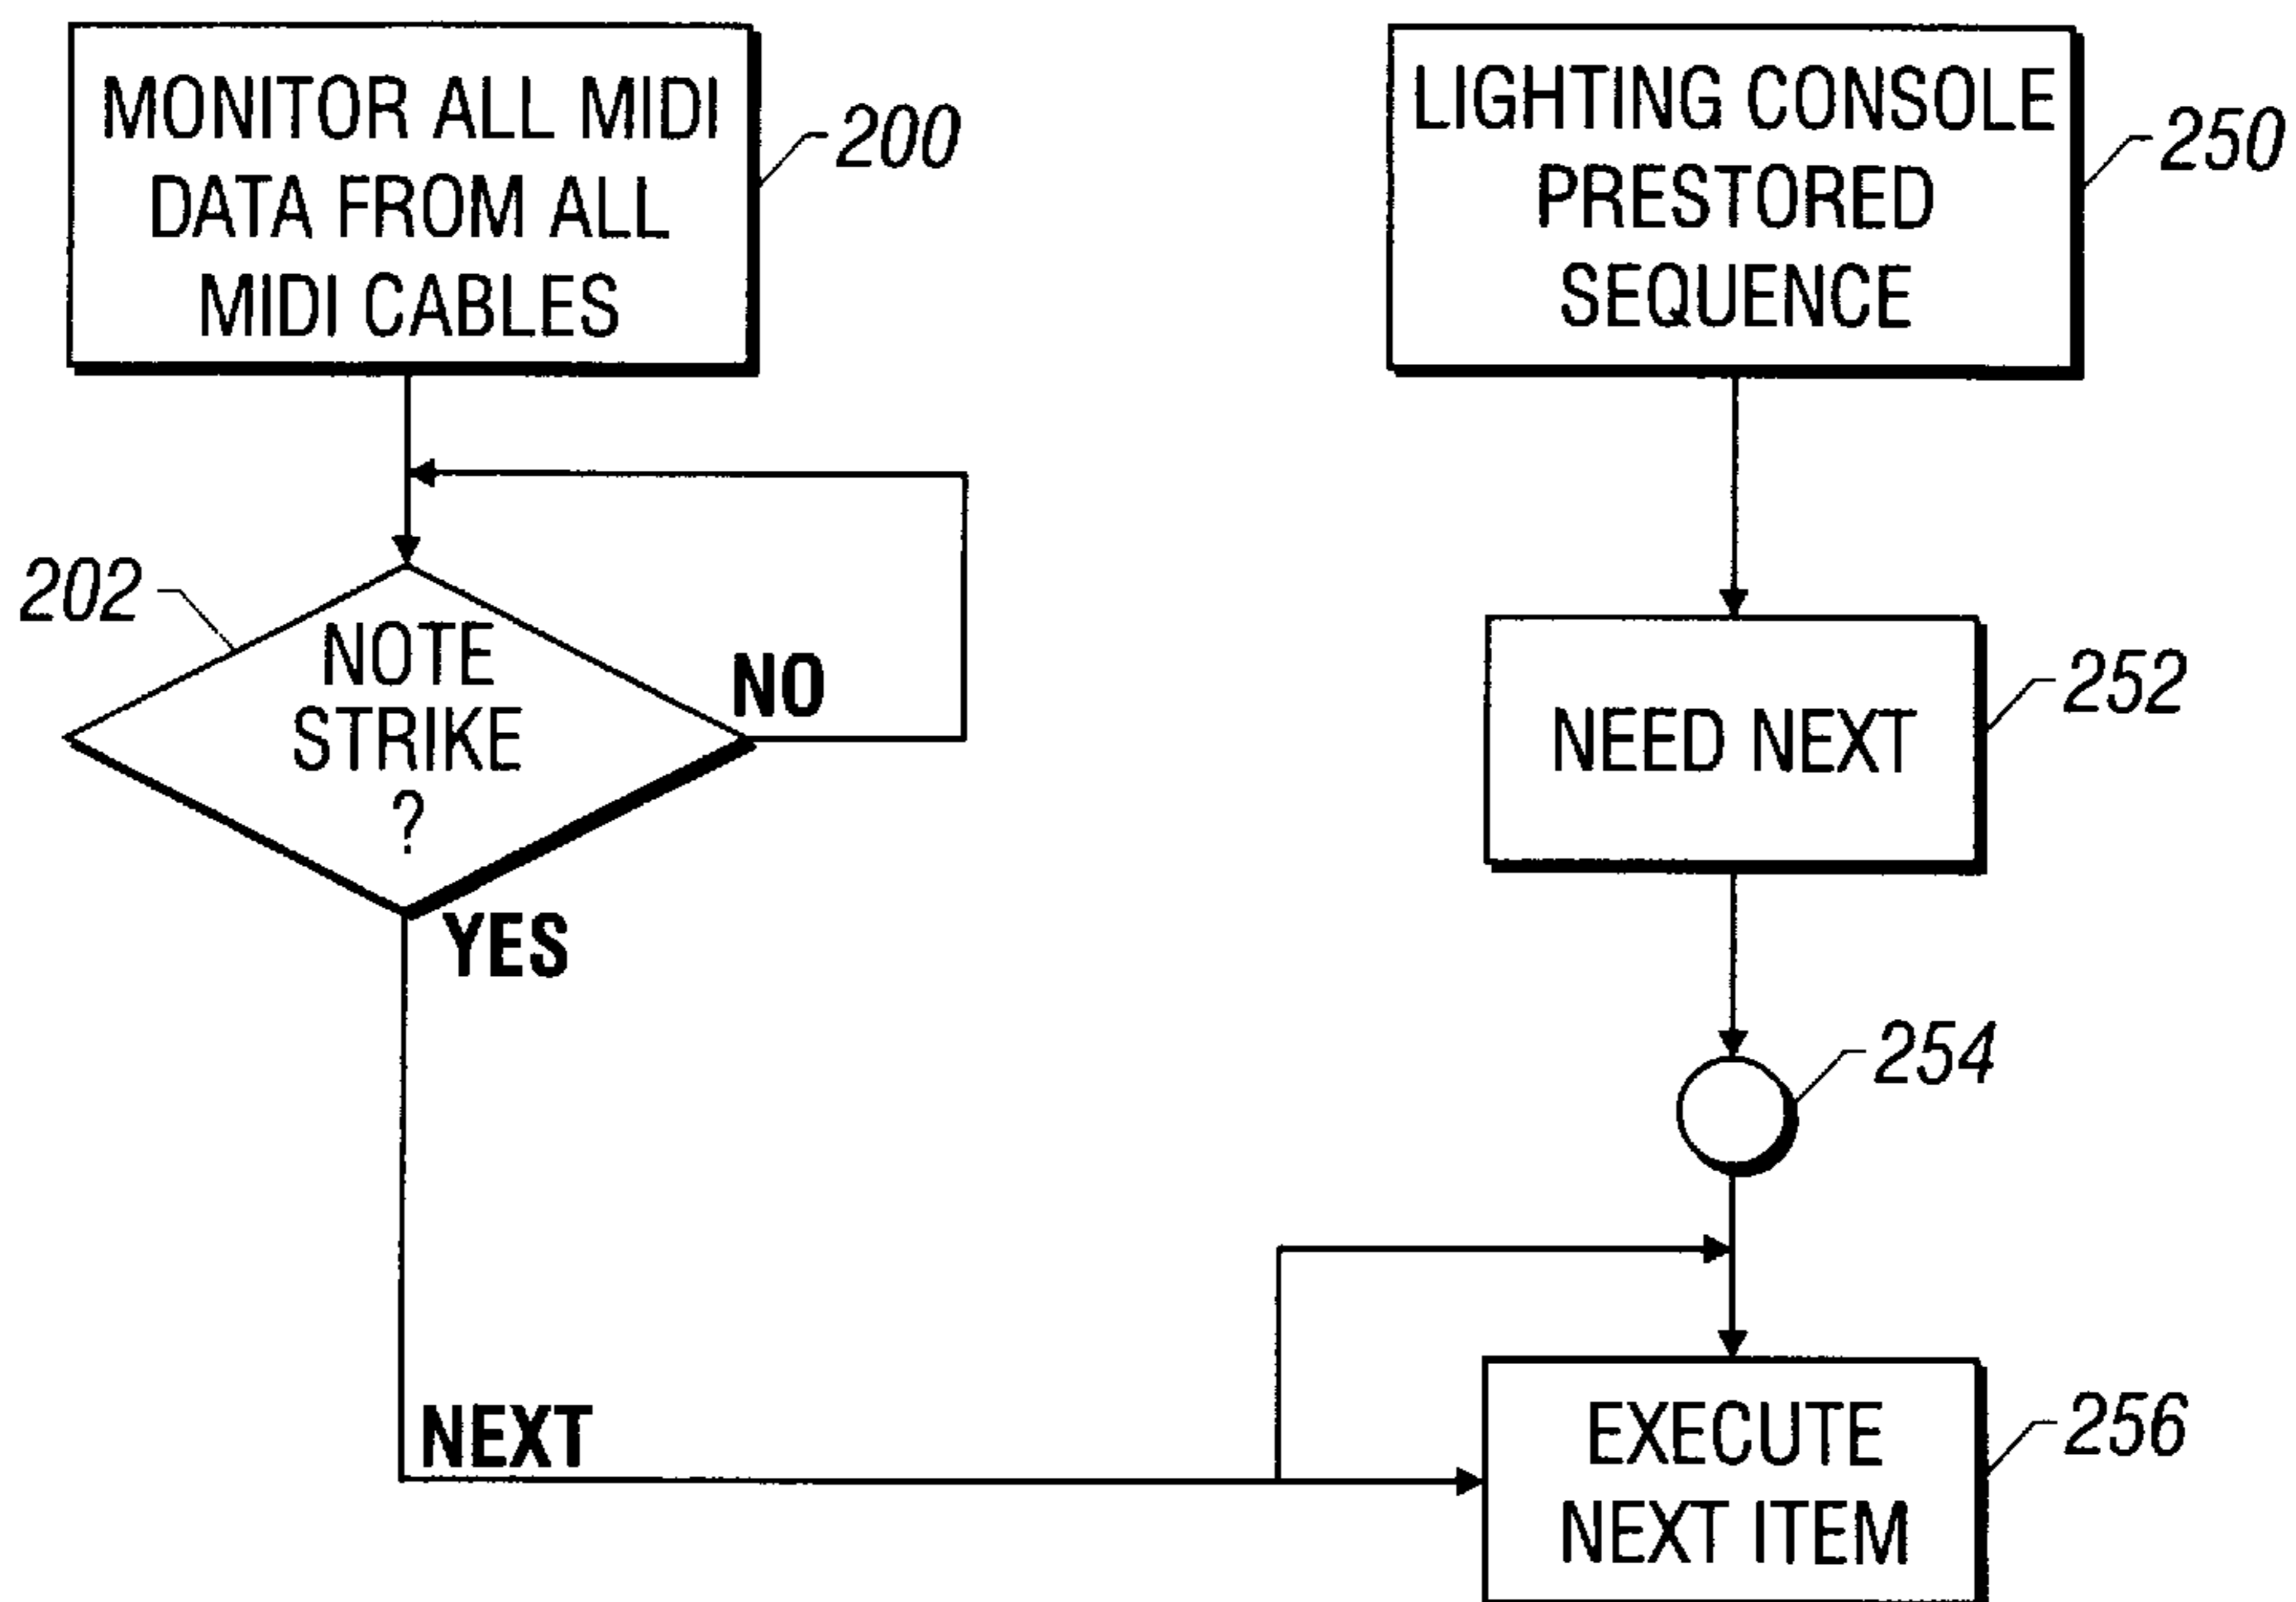 MONITOR ALL MIDI
DATA FROM ALL
MIDI CABLES
200
202
NOTE
STRIKE
?
NO
YES
NEXT
LIGHTING CONSOLE
PRESTORED
SEQUENCE
250
NEED NEXT
252
254
EXECUTE
NEXT ITEM
256